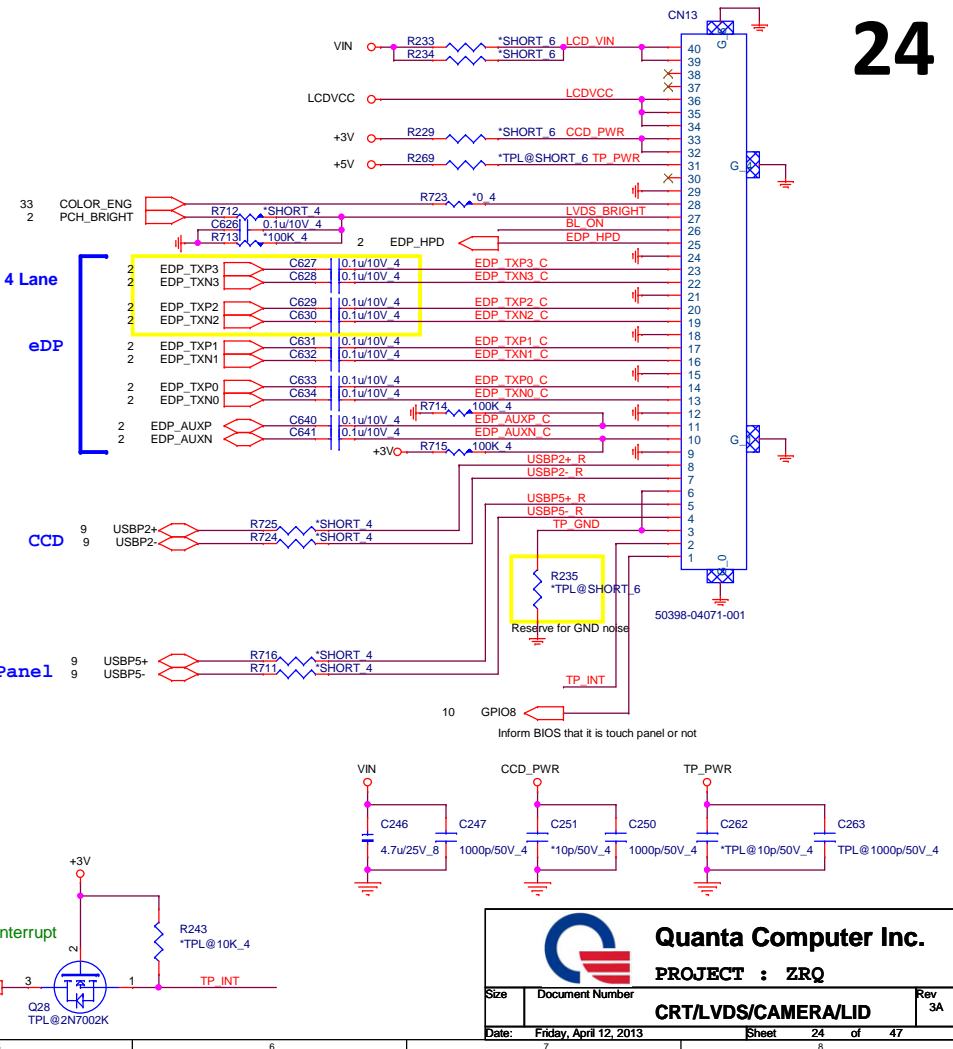 CN13
24
G_5
VIN R233 *SHORT_6 LCD_VIN 40
R234 *SHORT_6 39
38
37
LCDVCC LCDVCC 36
35
34
+3V R229 *SHORT_6 CCD_PWR 33
32
+5V R269 *TPL@SHORT_6 TP_PWR 31
30
29
33 COLOR_ENG R723 *0_4 28
2 PCH_BRIGHT R712 *SHORT_4 LVDS_BRIGHT 27
C626 0.1u/10V_4 BL_ON 26
R713 *100K_4 2 EDP_HPD EDP_HPD 25
24
4 Lane
2 EDP_TXP3 C627 0.1u/10V_4 EDP_TXP3_C 23
2 EDP_TXN3 C628 0.1u/10V_4 EDP_TXN3_C 22
21
2 EDP_TXP2 C629 0.1u/10V_4 EDP_TXP2_C 20
2 EDP_TXN2 C630 0.1u/10V_4 EDP_TXN2_C 19
18
eDP
2 EDP_TXP1 C631 0.1u/10V_4 EDP_TXP1_C 17
2 EDP_TXN1 C632 0.1u/10V_4 EDP_TXN1_C 16
15
2 EDP_TXP0 C633 0.1u/10V_4 EDP_TXP0_C 14
2 EDP_TXN0 C634 0.1u/10V_4 EDP_TXN0_C 13
R714 100K_4 12
2 EDP_AUXP C640 0.1u/10V_4 EDP_AUXP_C 11
2 EDP_AUXN C641 0.1u/10V_4 EDP_AUXN_C 10
+3V R715 100K_4 9
USBP2+_R 8
USBP2-_R 7
6
USBP5+_R 5
USBP5-_R 4
TP_GND 3
2
1
CCD
9 USBP2+ R725 *SHORT_4
9 USBP2- R724 *SHORT_4
R235
*TPL@SHORT_6
Reserve for GND noise
50398-04071-001
Panel
9 USBP5+ R716 *SHORT_4
9 USBP5- R711 *SHORT_4
TP_INT
10 GPIO8
Inform BIOS that it is touch panel or not
VIN CCD_PWR TP_PWR
C246 C247 C251 C250 C262 C263
4.7u/25V_8 1000p/50V_4 *10p/50V_4 1000p/50V_4 *TPL@10p/50V_4 TPL@1000p/50V_4
+3V
nterrupt
2
R243
*TPL@10K_4
3 1 TP_INT
Q28
TPL@2N7002K
Quanta Computer Inc.
PROJECT : ZRQ
Size Document Number Rev
CRT/LVDS/CAMERA/LID 3A
Date: Friday, April 12, 2013 Sheet 24 of 47
6 7 8